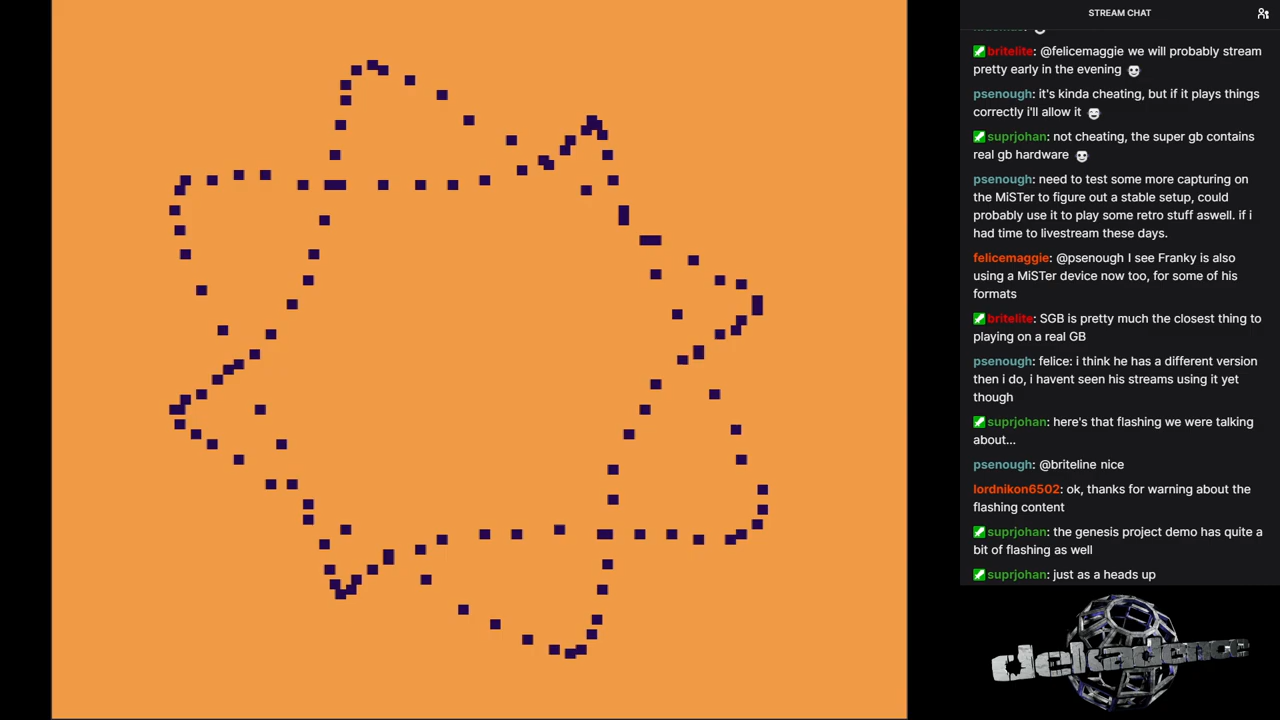 STREAM CHAT
britelite: @felicemaggie we will probably stream
pretty early in the evening
psenough: it's kinda cheating, but if it plays things
correctly i'll allow it
suprjohan: not cheating, the super gb contains
real gb hardware
psenough: need to test some more capturing on
the MiSTer to figure out a stable setup, could
probably use it to play some retro stuff aswell. if i
had time to livestream these days.
felicemaggie: @psenough I see Franky is also
using a MiSTer device now too, for some of his
formats
britelite: SGB is pretty much the closest thing to
playing on a real GB
psenough: felice: i think he has a different version
then i do, i havent seen his streams using it yet
though
suprjohan: here's that flashing we were talking
about...
psenough: @briteline nice
lordnikon6502: ok, thanks for warning about the
flashing content
suprjohan: the genesis project demo has quite a
bit of flashing as well
suprjohan: just as a heads up
dekadence